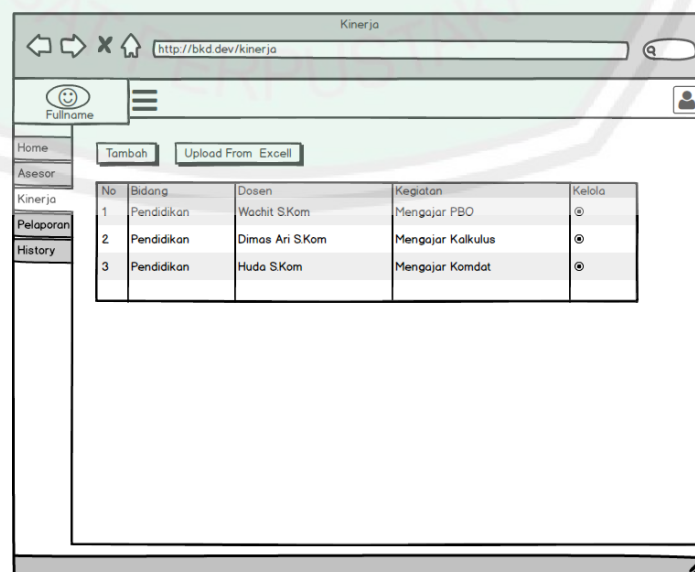 Kinerja
http://bkd.dev/kinerja
Fullname
Home
Asesor
Kinerja
Pelaporan
History
Tambah Upload From Excell
No Bidang Dosen Kegiatan Kelola
1 Pendidikan Wachit S.Kom Mengajar PBO
2 Pendidikan Dimas Ari S.Kom Mengajar Kalkulus
3 Pendidikan Huda S.Kom Mengajar Komdat